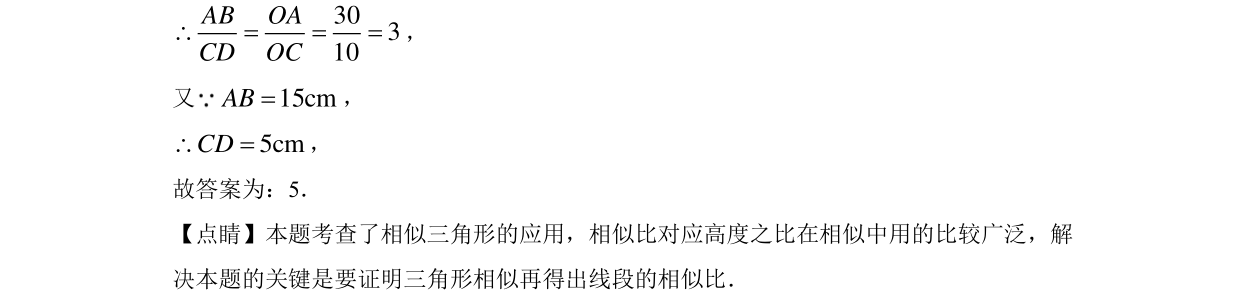 ∴ AB/CD = OA/OC = 30/10 = 3，
又∵ AB = 15cm，
∴ CD = 5cm，
故答案为：5．
【点睛】本题考查了相似三角形的应用，相似比对应高度之比在相似中用的比较广泛，解
决本题的关键是要证明三角形相似再得出线段的相似比．